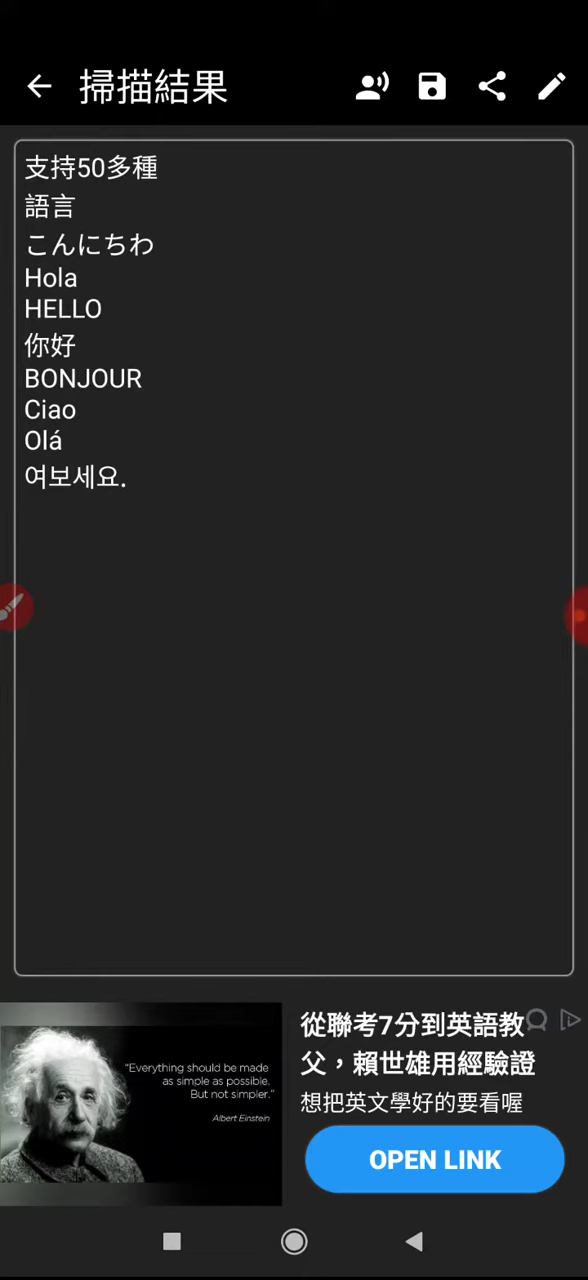 掃描結果
支持50多種
語言
こんにちわ
Hola
HELLO
你好
BONJOUR
Ciao
Olá
여보세요.
"Everything should be made
as simple as possible.
But not simpler."
Albert Einstein
從聯考7分到英語教
父，賴世雄用經驗證
想把英文學好的要看喔
OPEN LINK